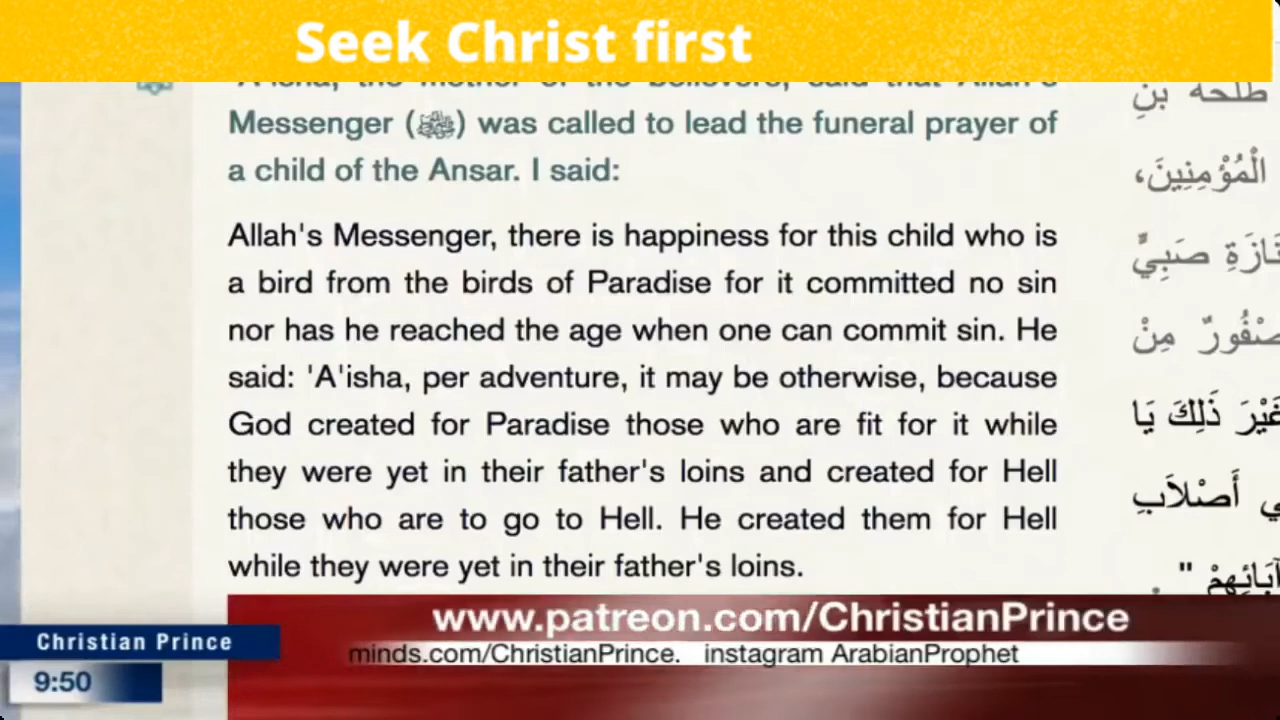 Seek Christ first
Messenger (ﷺ) was called to lead the funeral prayer of
a child of the Ansar. I said:
Allah's Messenger, there is happiness for this child who is
a bird from the birds of Paradise for it committed no sin
nor has he reached the age when one can commit sin. He
said: 'A'isha, per adventure, it may be otherwise, because
God created for Paradise those who are fit for it while
they were yet in their father's loins and created for Hell
those who are to go to Hell. He created them for Hell
while they were yet in their father's loins.
طلحة بن
الْمُؤْمِنِينَ،
صَبِيٍّ
مِنْ
غَيْرَ ذَلِكَ يَا
أَصْلاَبِ
آبَائِهِمْ ‏"‏ ‏.‏
www.patreon.com/ChristianPrince
Christian Prince
minds.com/ChristianPrince. instagram ArabianProphet
9:50